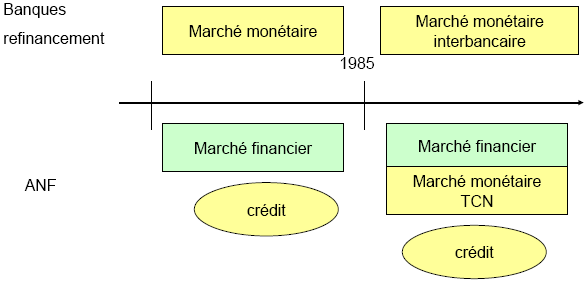 Banques
refinancement
Marché monétaire
Marché monétaire
interbancaire
1985
ANF
Marché financier
Marché financier
Marché monétaire
TCN
crédit
crédit